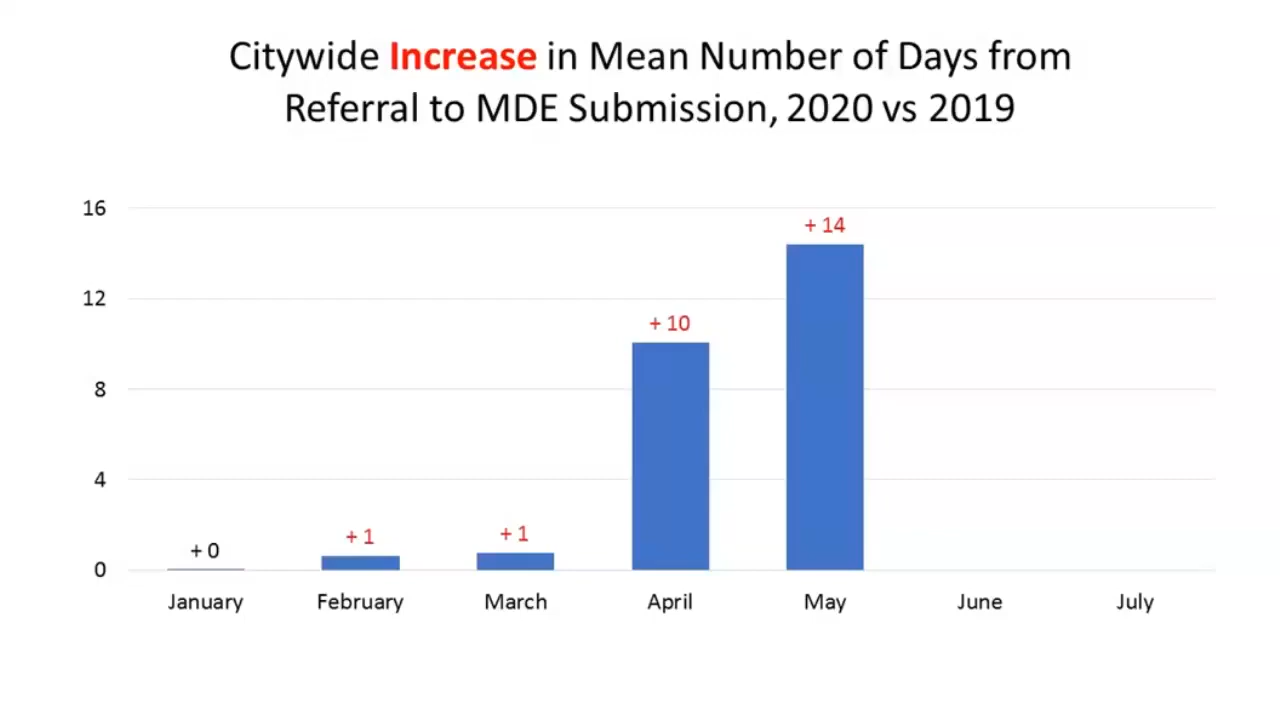 Citywide Increase in Mean Number of Days from
Referral to MDE Submission, 2020 vs 2019
16
12
8
4
0
+ 0
+ 1
+ 1
+ 10
+ 14
January
February
March
April
May
June
July